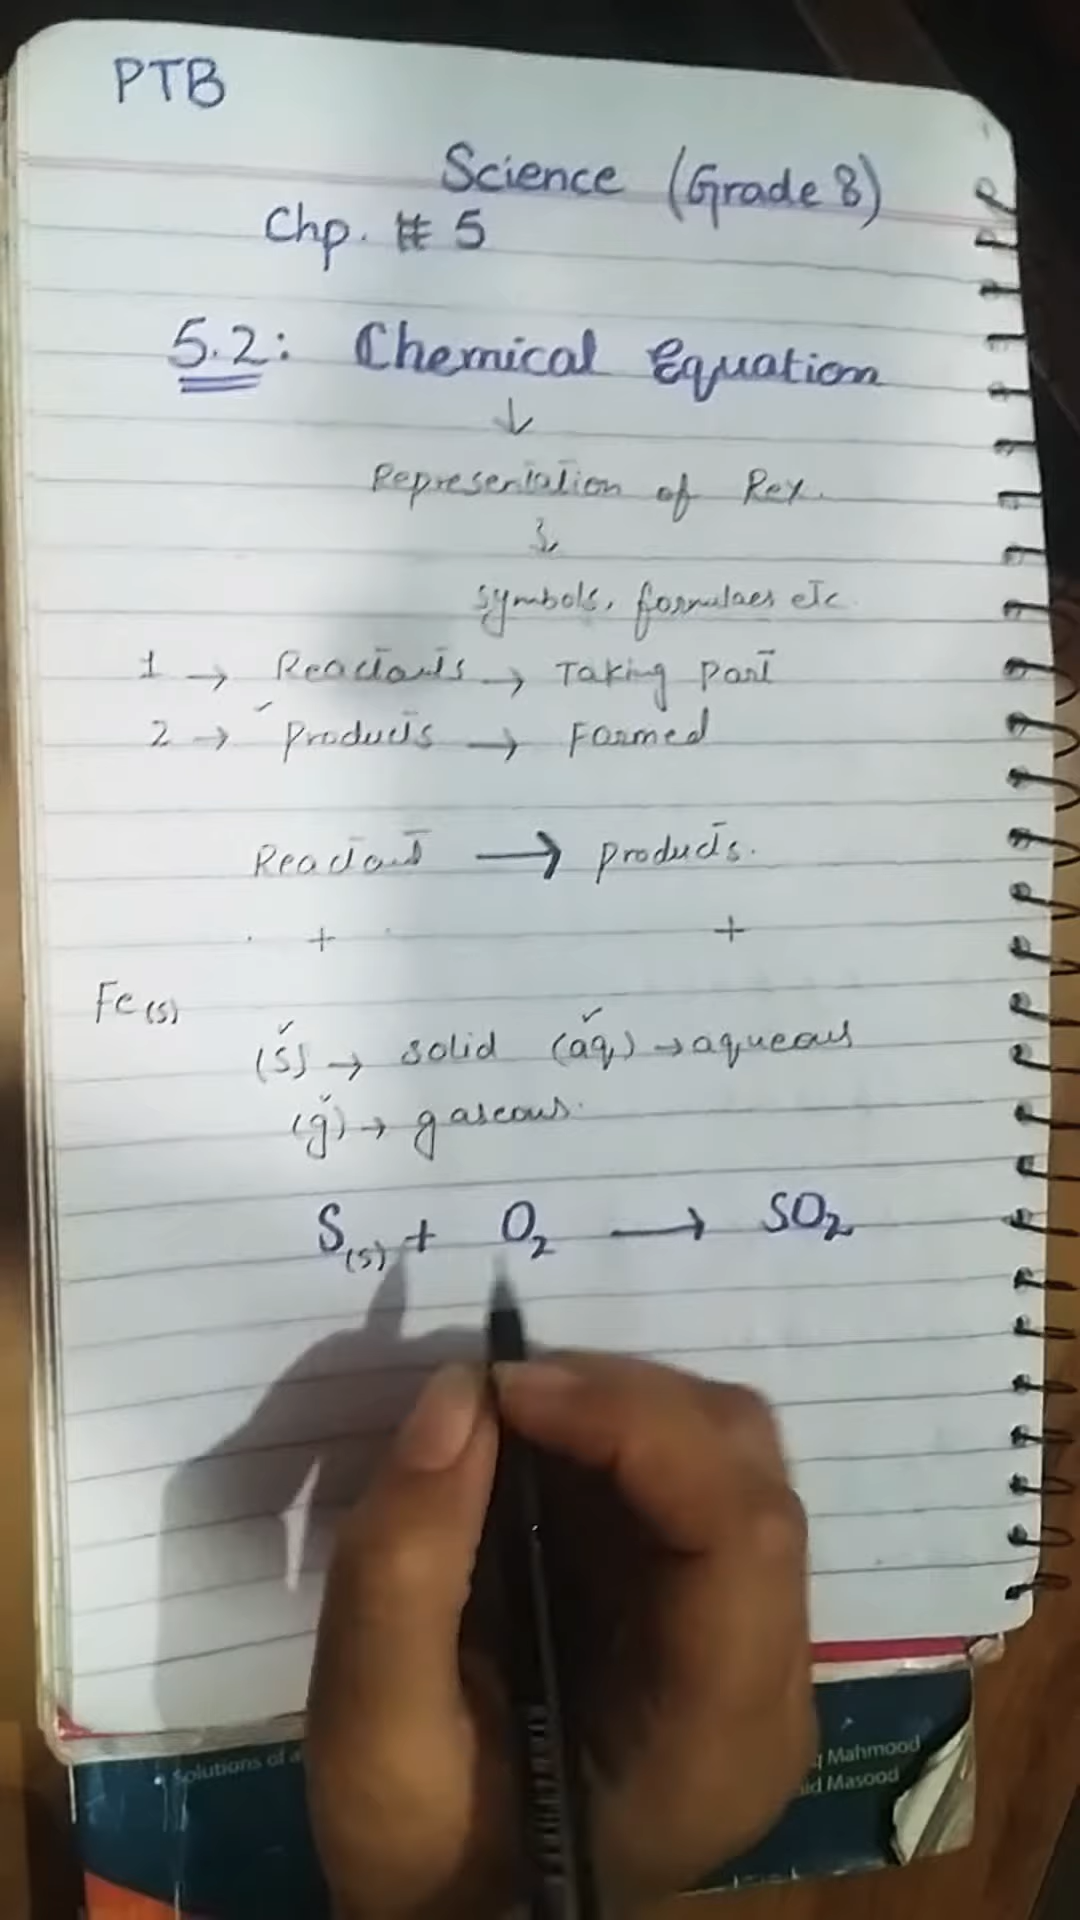 PTB
Science (Grade 8)
Chp. # 5
5.2: Chemical Equation
↓
Representation of Rex.
↓
symbols, formulaes etc.
1 → Reactants → Taking Part
2 → Products → Formed
Reactant → products.
+ +
Fe(s)
(s) → solid (aq) → aqueous
(g) → gaseous.
S(s) + O2 → SO2
Solutions of a
Mahmood
id Masood